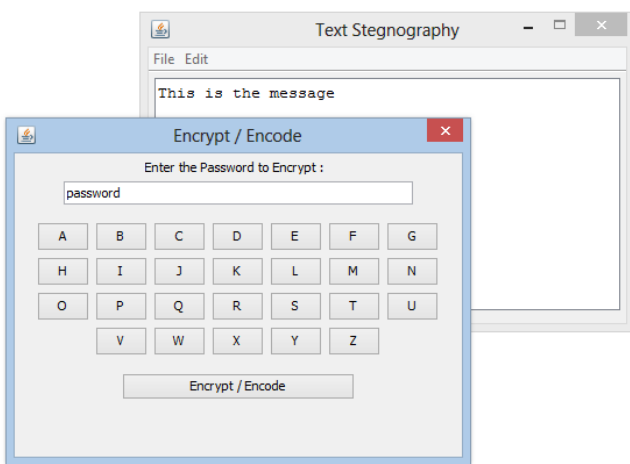 Text Stegnography
File Edit
This is the message
Encrypt / Encode
Enter the Password to Encrypt :
password
A B C D E F G
H I J K L M N
O P Q R S T U
V W X Y Z
Encrypt / Encode